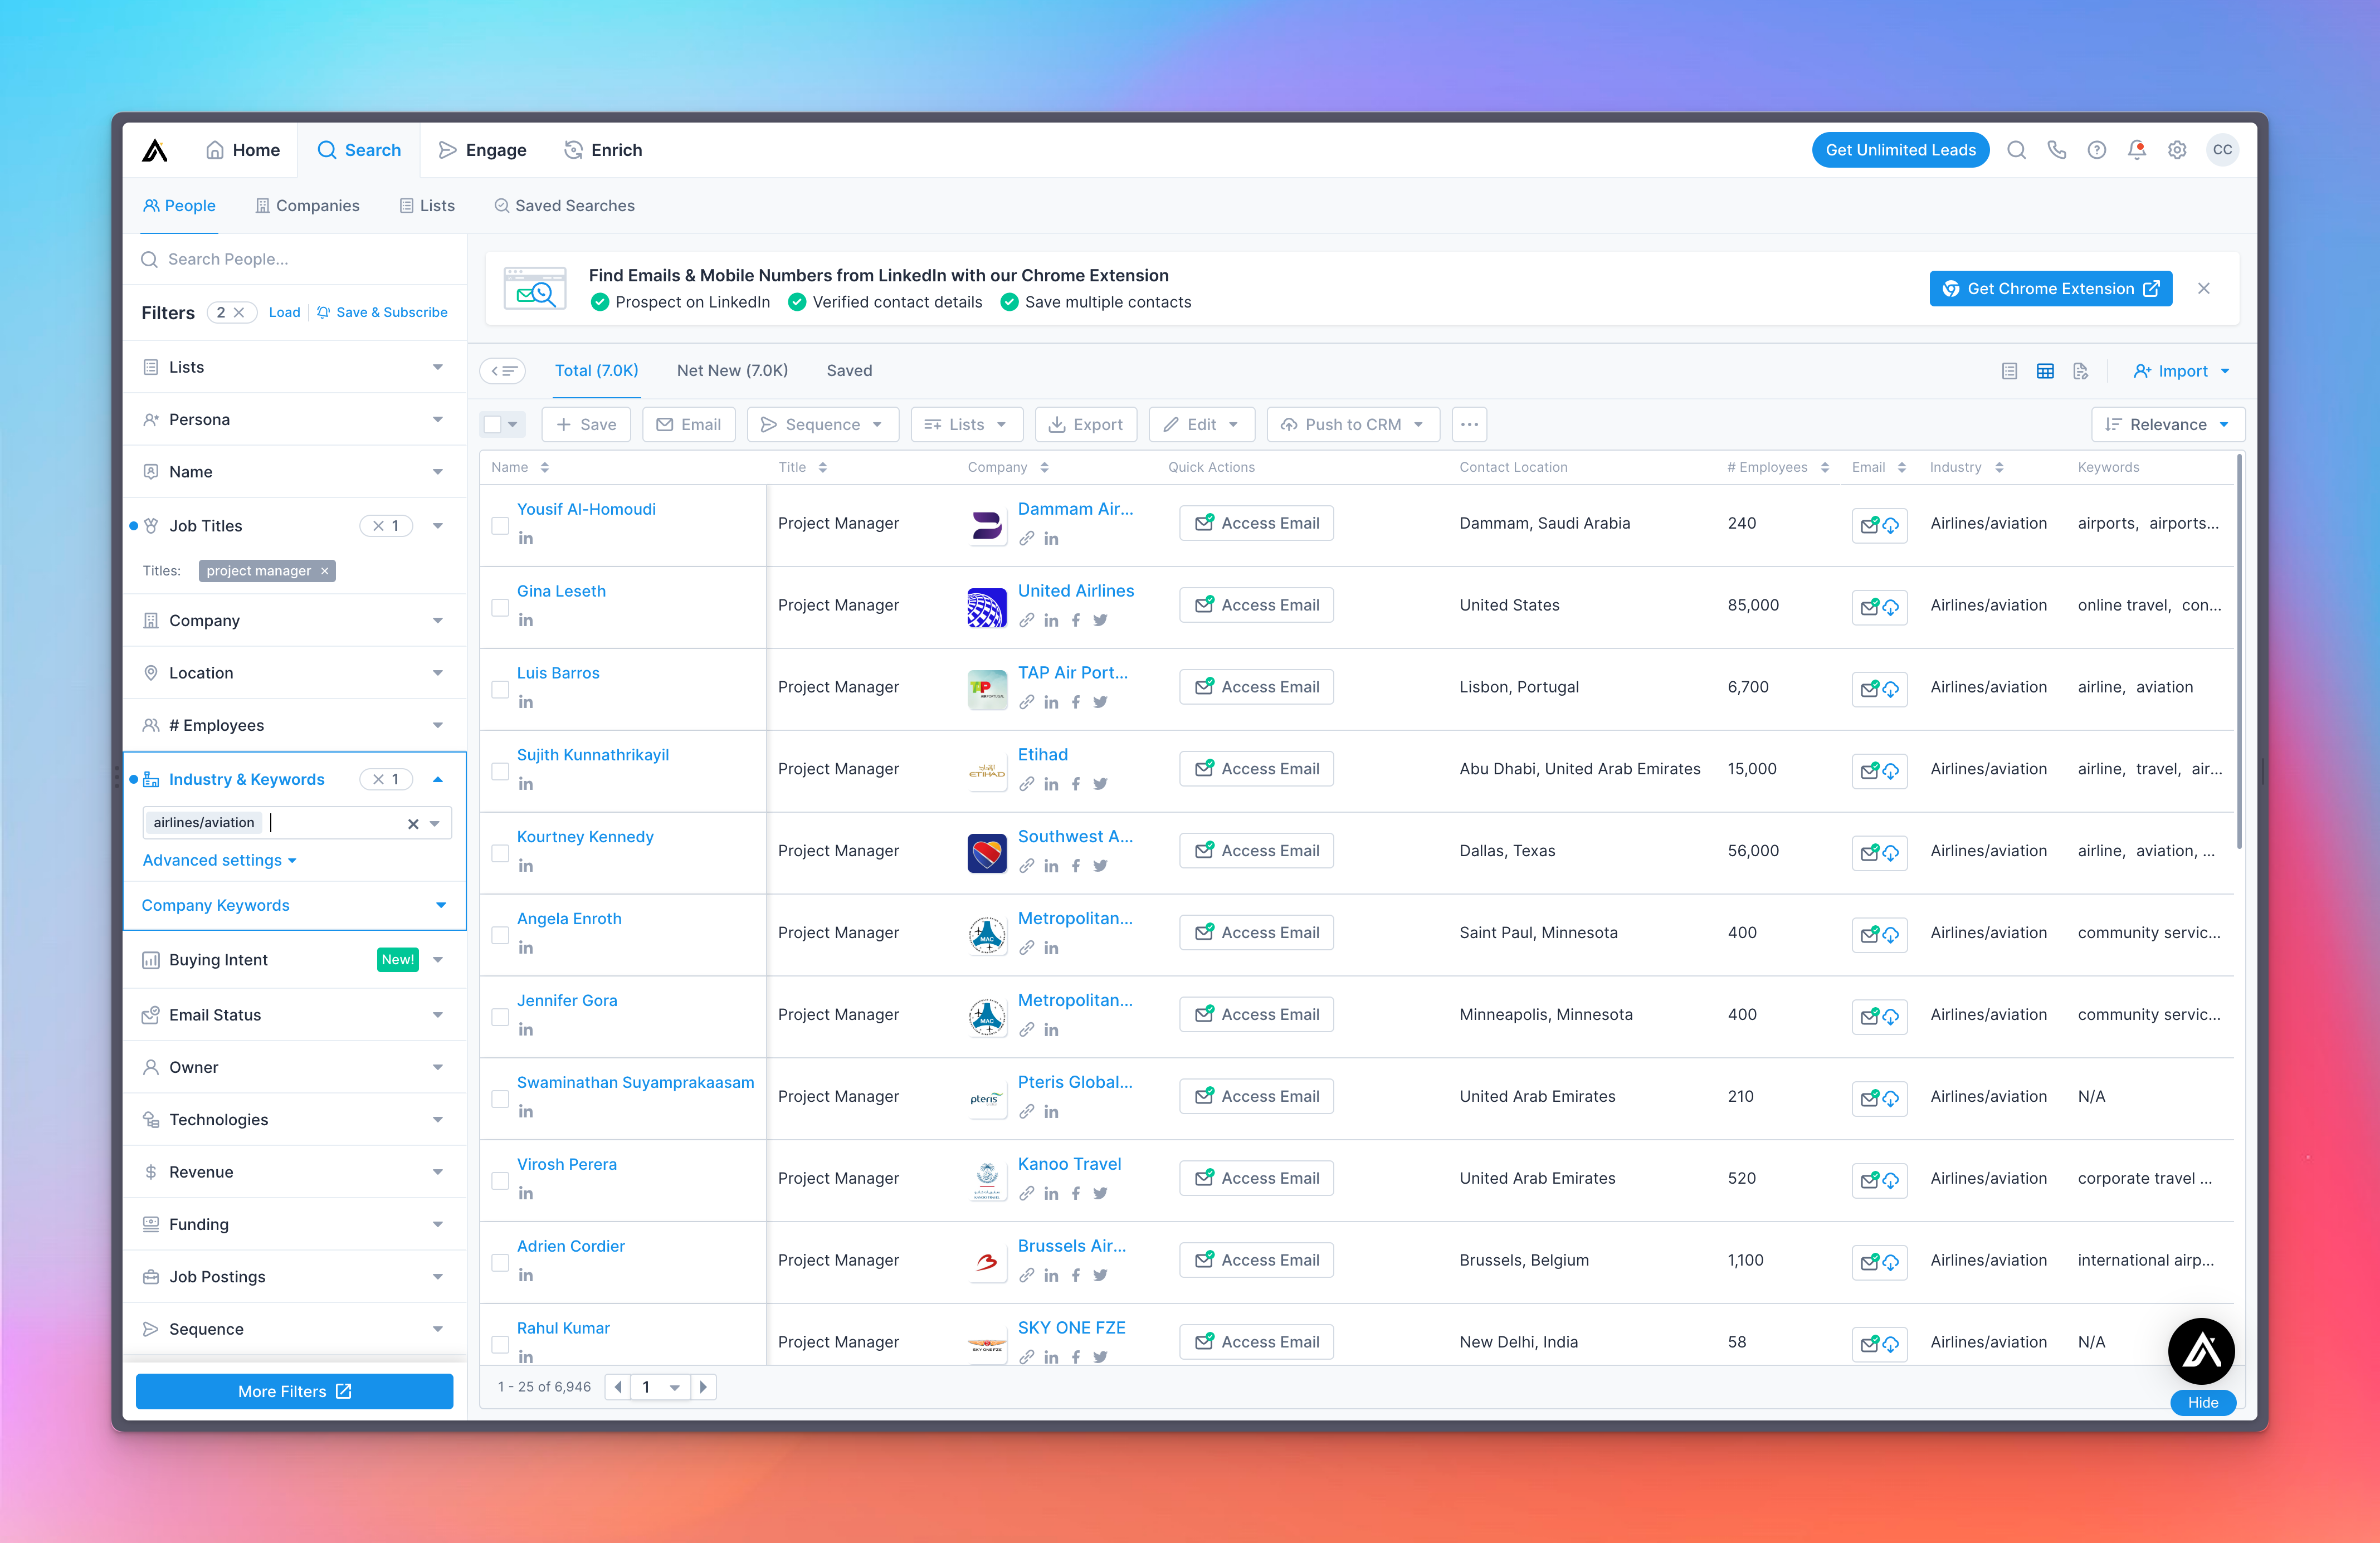 Home
Search
Engage
Enrich
Get Unlimited Leads
CC
People
Companies
Lists
Saved Searches
Search People...
Filters 2 Load Save & Subscribe
Lists
Persona
Name
Job Titles 1
Titles: project manager
Company
Location
# Employees
Industry & Keywords 1
airlines/aviation
Advanced settings
Company Keywords
Buying Intent New!
Email Status
Owner
Technologies
Revenue
Funding
Job Postings
Sequence
More Filters
Find Emails & Mobile Numbers from LinkedIn with our Chrome Extension
Prospect on LinkedIn Verified contact details Save multiple contacts
Get Chrome Extension
Total (7.0K) Net New (7.0K) Saved
Import
Save Email Sequence Lists Export Edit Push to CRM
Relevance
Name Title Company Quick Actions Contact Location # Employees Email Industry Keywords
Yousif Al-Homoudi Project Manager Dammam Air... Access Email Dammam, Saudi Arabia 240 Airlines/aviation airports, airports...
Gina Leseth Project Manager United Airlines Access Email United States 85,000 Airlines/aviation online travel, con...
Luis Barros Project Manager TAP Air Port... Access Email Lisbon, Portugal 6,700 Airlines/aviation airline, aviation
Sujith Kunnathrikayil Project Manager ETIHAD Etihad Access Email Abu Dhabi, United Arab Emirates 15,000 Airlines/aviation airline, travel, air...
Kourtney Kennedy Project Manager Southwest A... Access Email Dallas, Texas 56,000 Airlines/aviation airline, aviation, ...
Angela Enroth Project Manager MAC Metropolitan... Access Email Saint Paul, Minnesota 400 Airlines/aviation community servic...
Jennifer Gora Project Manager MAC Metropolitan... Access Email Minneapolis, Minnesota 400 Airlines/aviation community servic...
Swaminathan Suyamprakaasam Project Manager pteris Pteris Global... Access Email United Arab Emirates 210 Airlines/aviation N/A
Virosh Perera Project Manager Kanoo Travel Access Email United Arab Emirates 520 Airlines/aviation corporate travel ...
Adrien Cordier Project Manager Brussels Air... Access Email Brussels, Belgium 1,100 Airlines/aviation international airp...
Rahul Kumar Project Manager SKY ONE FZE SKY ONE FZE Access Email New Delhi, India 58 Airlines/aviation N/A
1 - 25 of 6,946 1
Hide